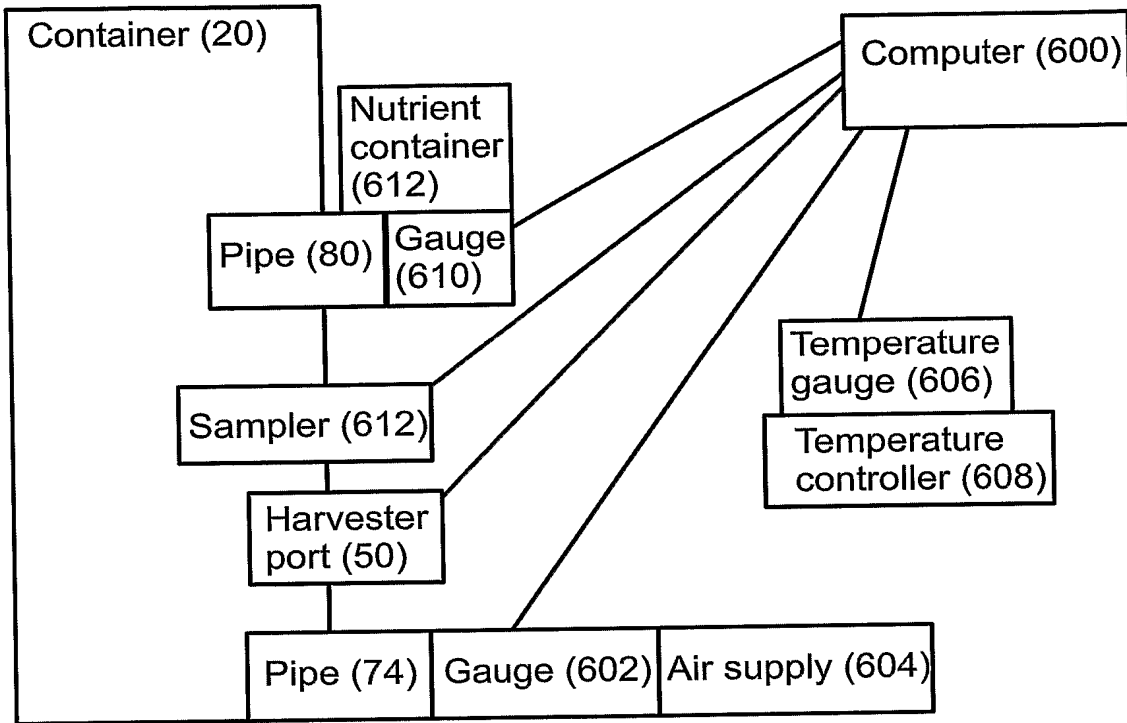 Container (20)
Computer (600)
Nutrient
container
(612)
Pipe (80)
Gauge
(610)
Temperature
gauge (606)
Sampler (612)
Temperature
controller (608)
Harvester
port (50)
Pipe (74)
Gauge (602)
Air supply (604)